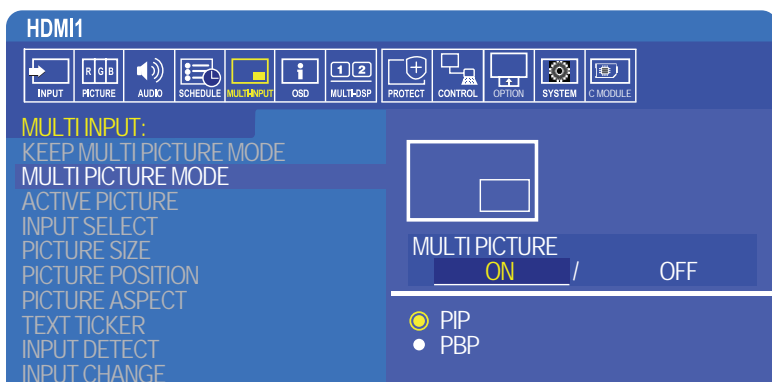 HDMI1
R G B 1 2
INPUT PICTURE AUDIO SCHEDULE MULTI-INPUT OSD MULTI-DSP PROTECT CONTROL OPTION SYSTEM C MODULE
MULTI INPUT:
KEEP MULTI PICTURE MODE
MULTI PICTURE MODE
ACTIVE PICTURE
INPUT SELECT
PICTURE SIZE
PICTURE POSITION
PICTURE ASPECT
TEXT TICKER
INPUT DETECT
INPUT CHANGE
MULTI PICTURE
ON / OFF
PIP
PBP